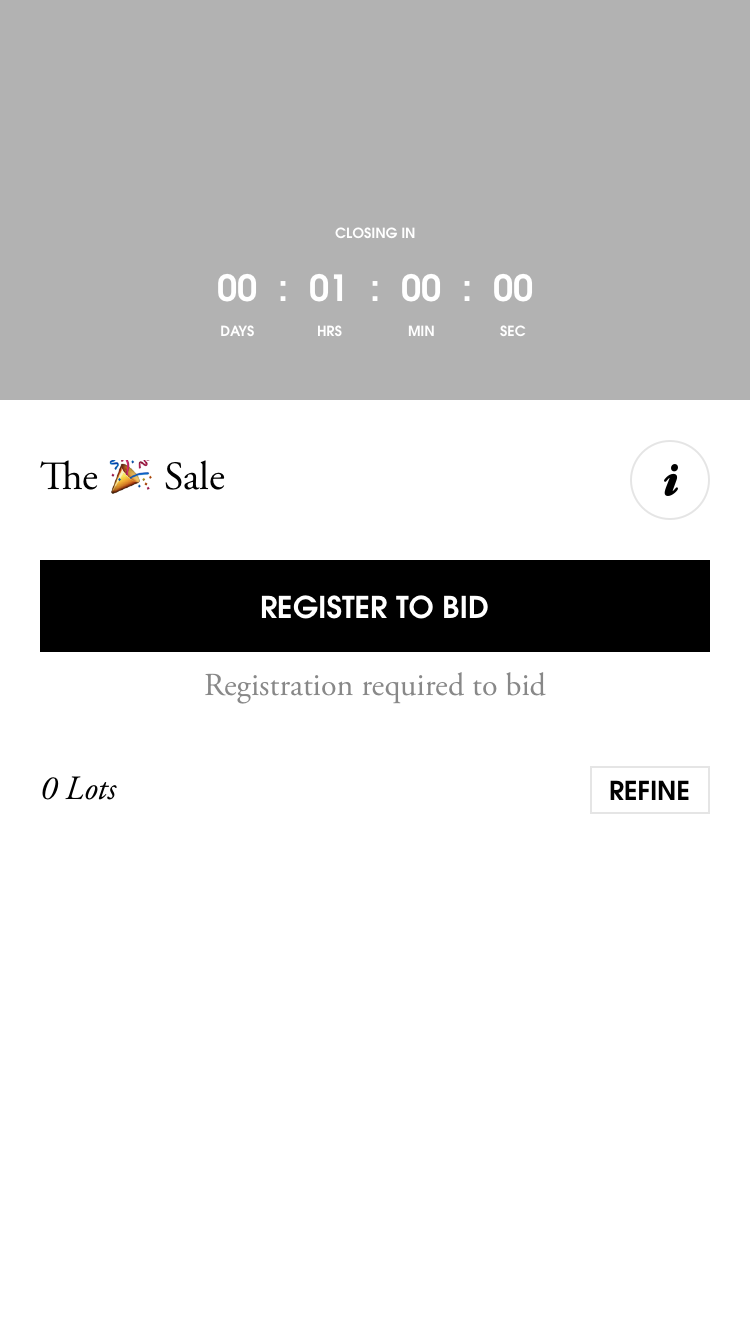 CLOSING IN
00 : 01 : 00 : 00
DAYS HRS MIN SEC
The 🎉 Sale
i
REGISTER TO BID
Registration required to bid
0 Lots
REFINE